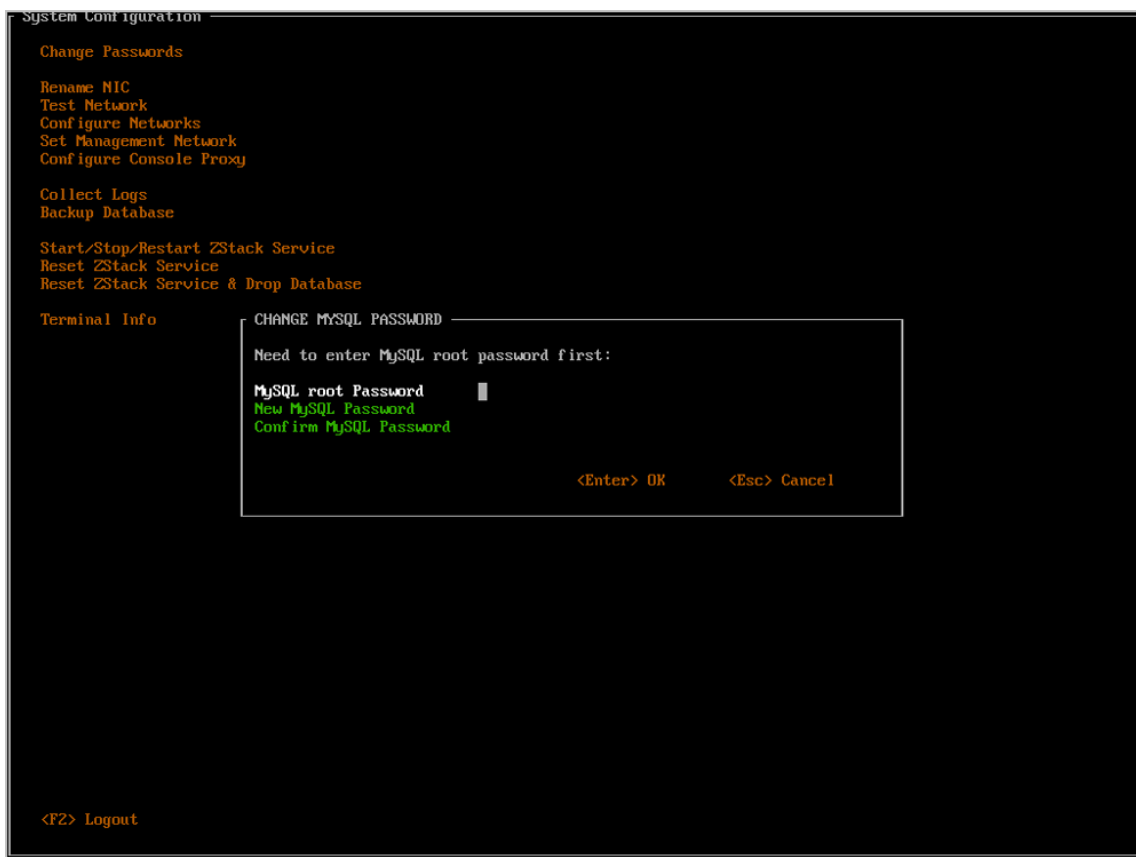 System Configuration
Change Passwords
Rename NIC
Test Network
Configure Networks
Set Management Network
Configure Console Proxy
Collect Logs
Backup Database
Start/Stop/Restart ZStack Service
Reset ZStack Service
Reset ZStack Service & Drop Database
Terminal Info
CHANGE MYSQL PASSWORD
Need to enter MySQL root password first:
MySQL root Password
New MySQL Password
Confirm MySQL Password
<Enter> OK <Esc> Cancel
<F2> Logout